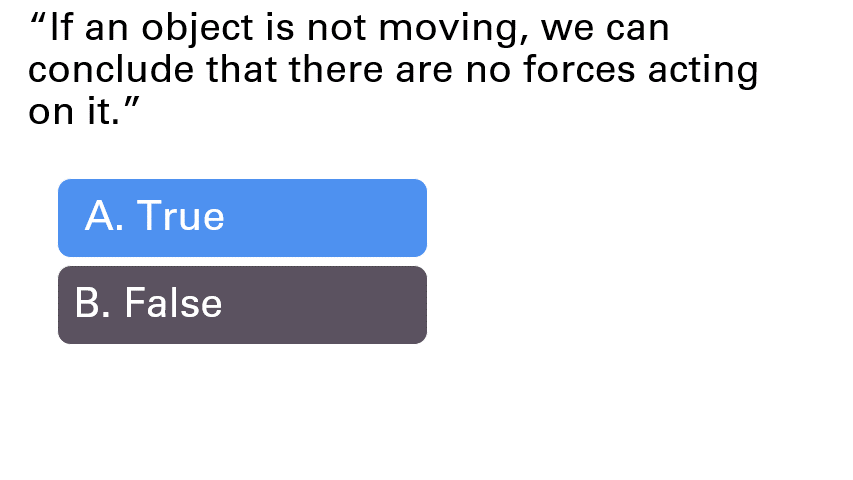 “If an object is not moving, we can
conclude that there are no forces acting
on it.”
A. True
B. False